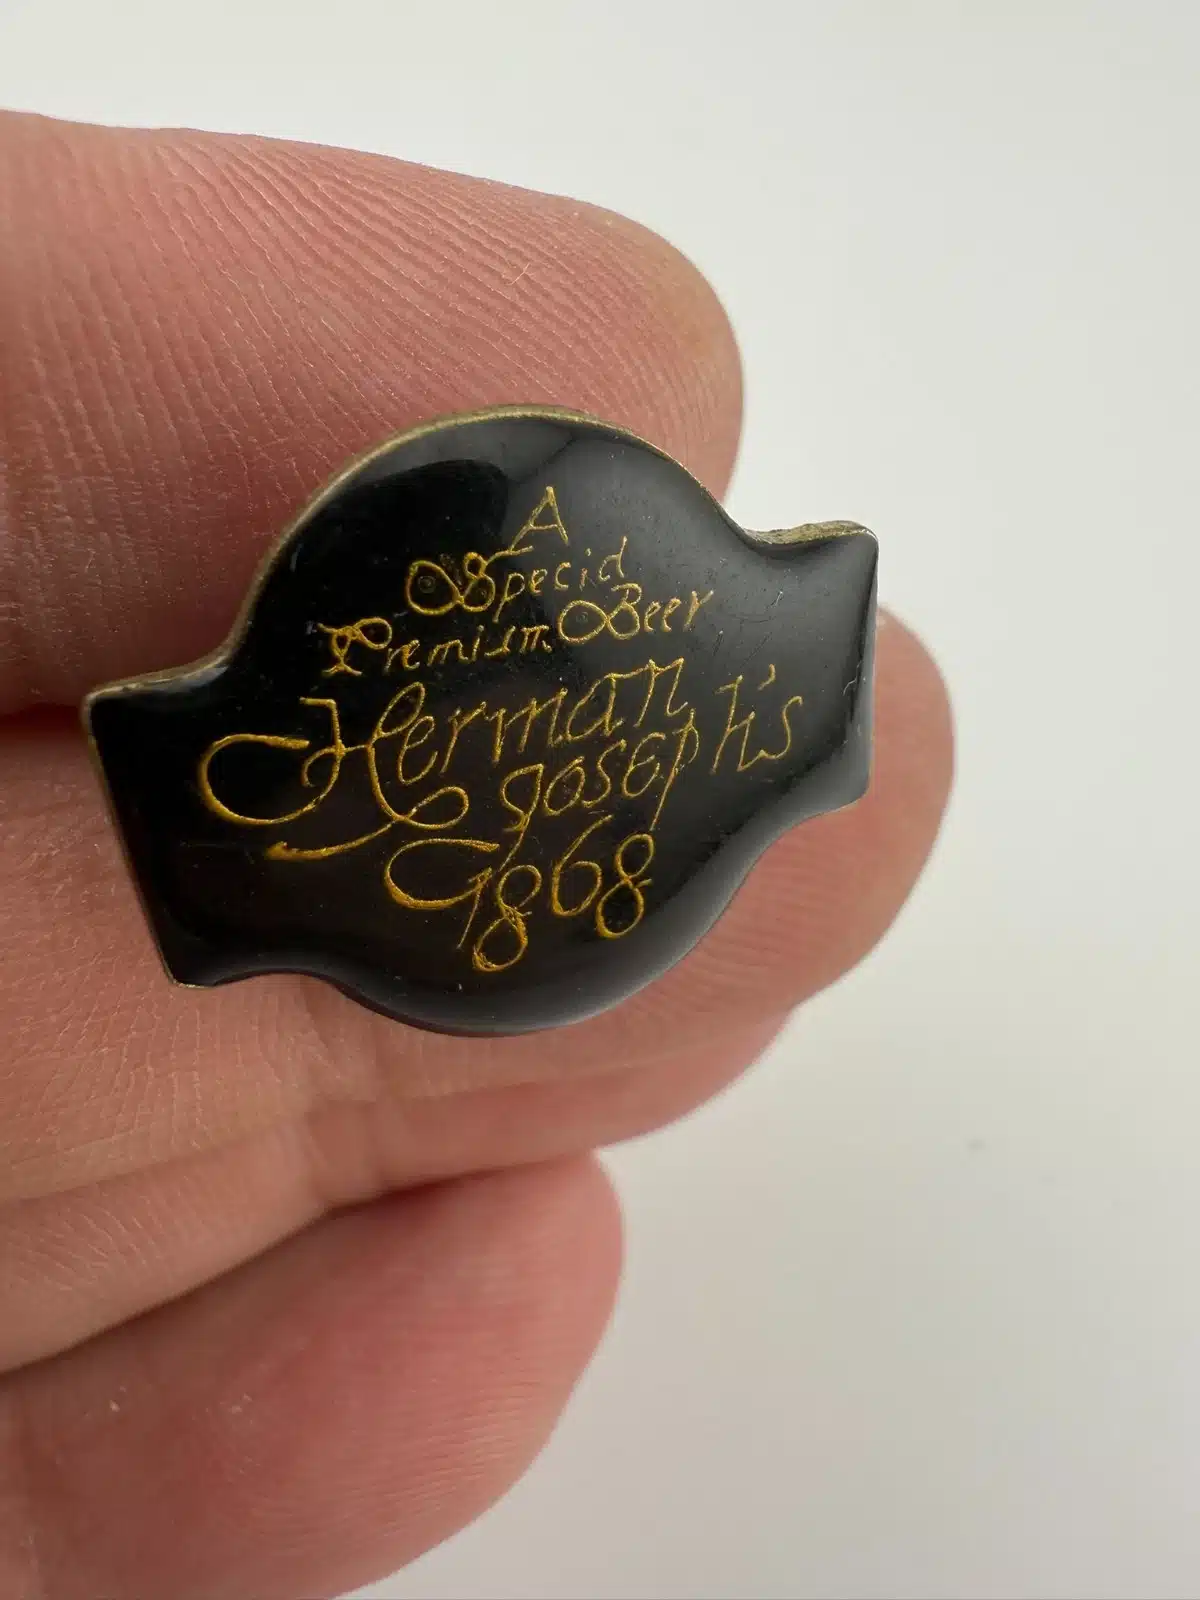 A
Special
Premium Beer
Herman
Joseph's
1868